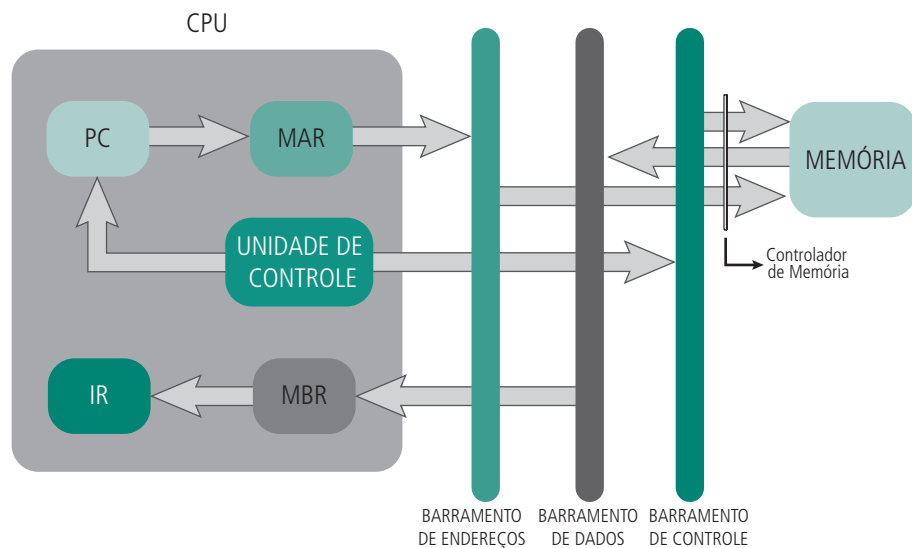 CPU
PC
MAR
MEMÓRIA
UNIDADE DE
CONTROLE
Controlador
de Memória
IR
MBR
BARRAMENTO
DE ENDEREÇOS
BARRAMENTO
DE DADOS
BARRAMENTO
DE CONTROLE